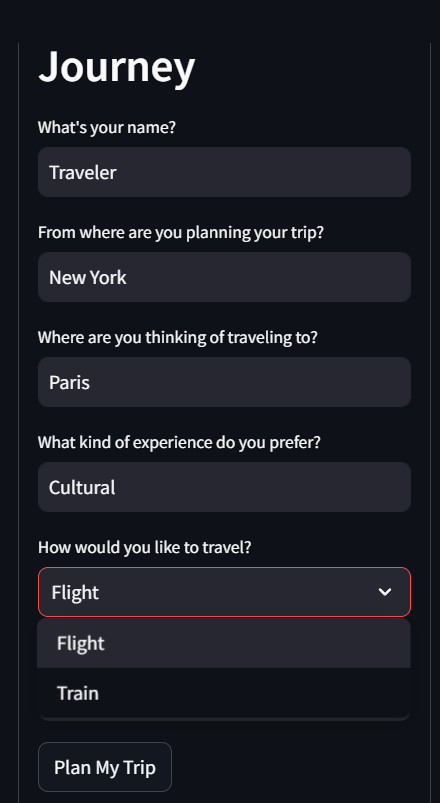 Journey
What's your name?
Traveler
From where are you planning your trip?
New York
Where are you thinking of traveling to?
Paris
What kind of experience do you prefer?
Cultural
How would you like to travel?
Flight
Flight
Train
Plan My Trip